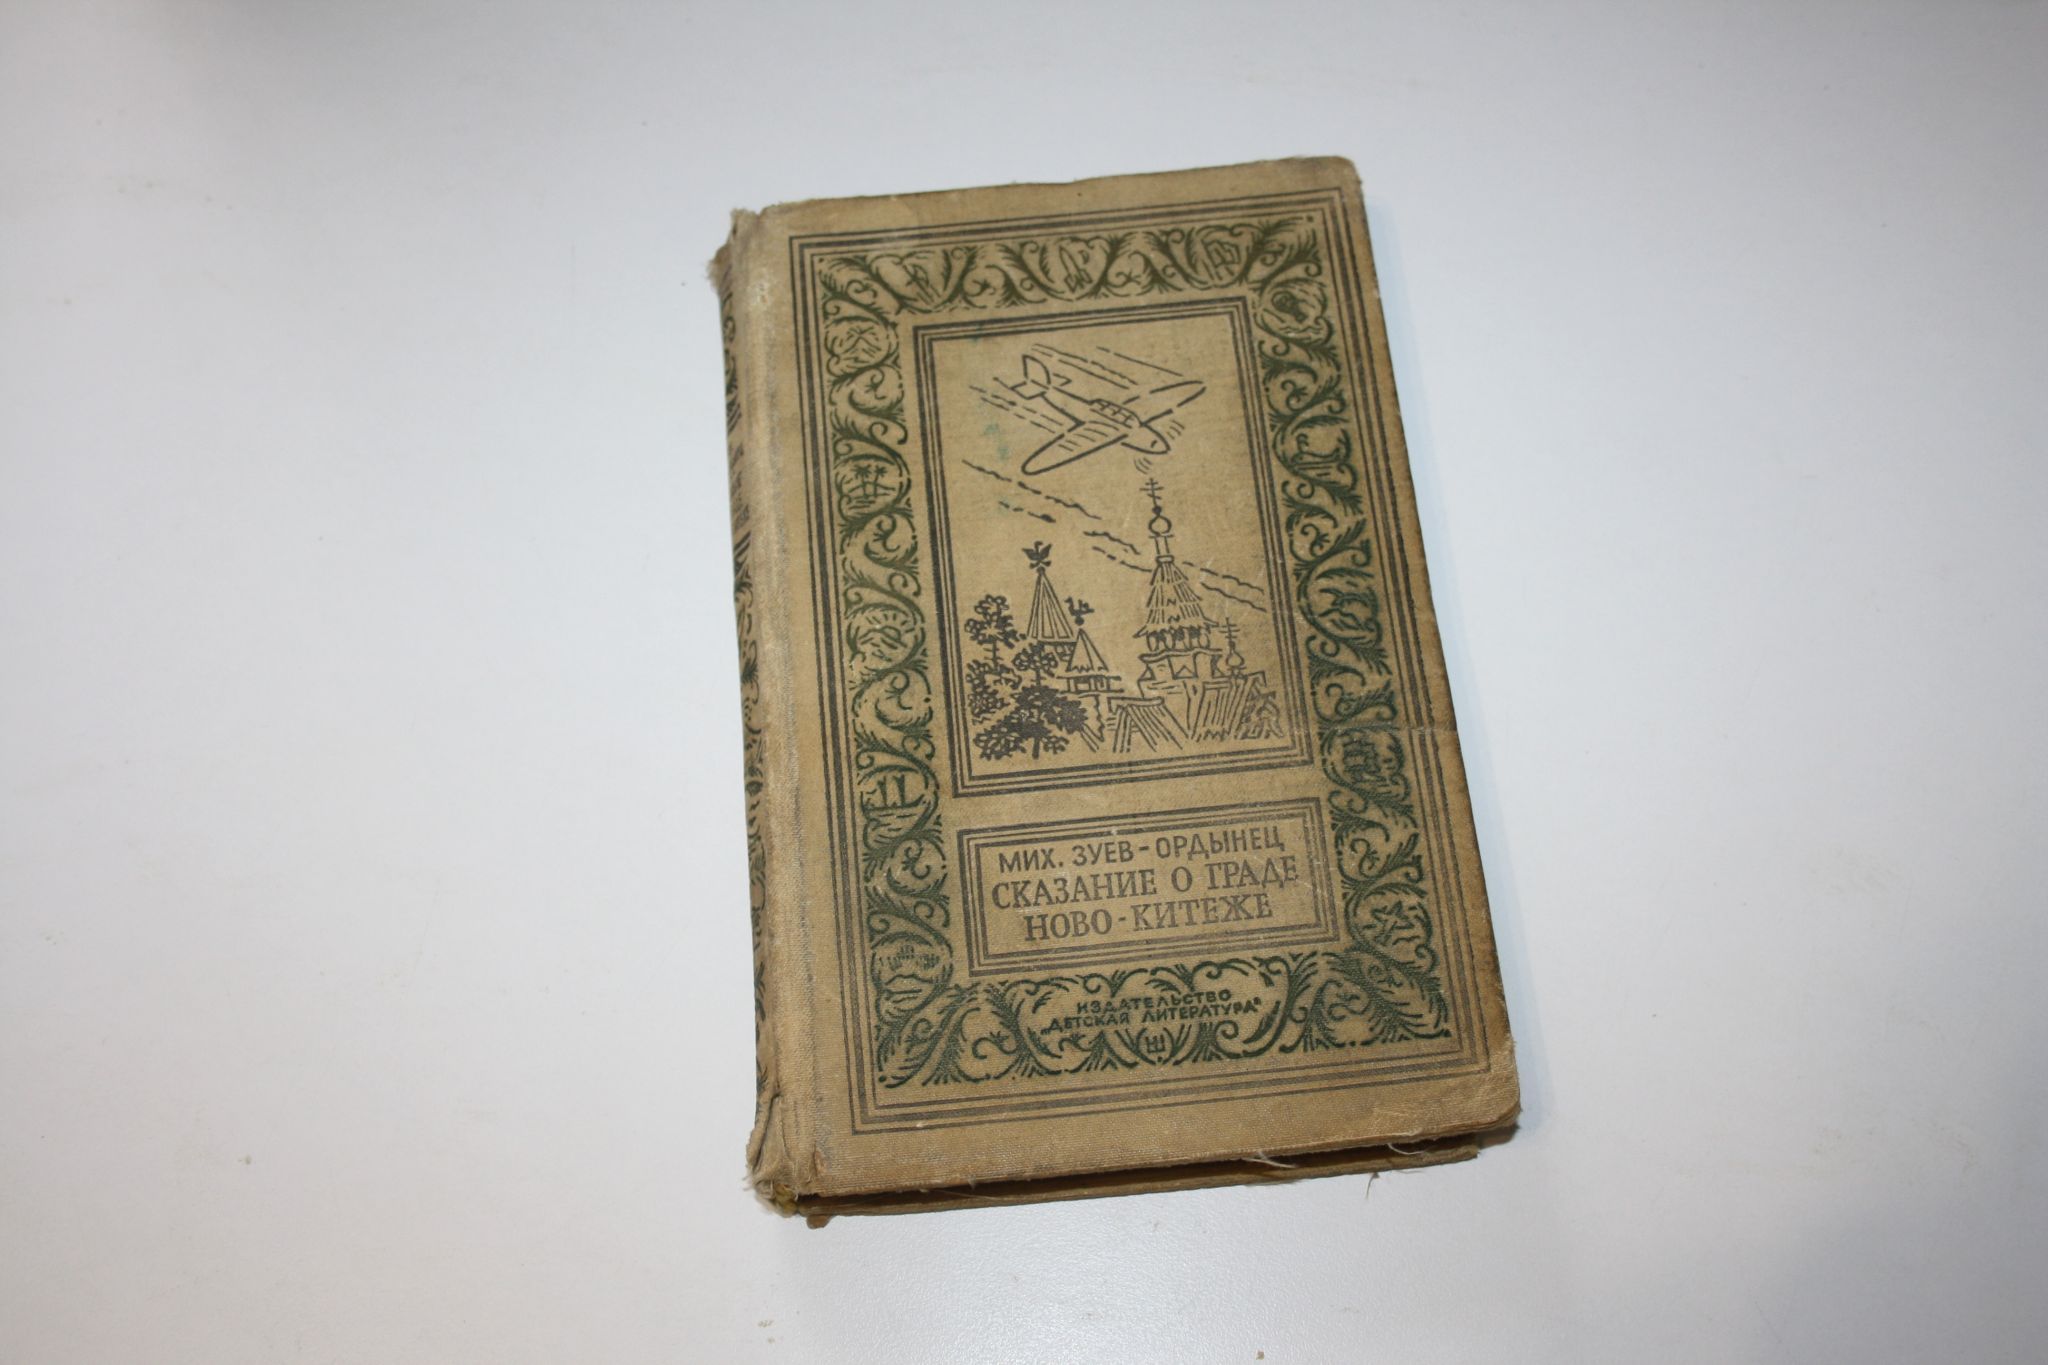 МИХ. ЗУЕВ-ОРДЫНЕЦ
СКАЗАНИЕ О ГРАДЕ
НОВО-КИТЕЖЕ
ИЗДАТЕЛЬСТВО
„ДЕТСКАЯ ЛИТЕРАТУРА"